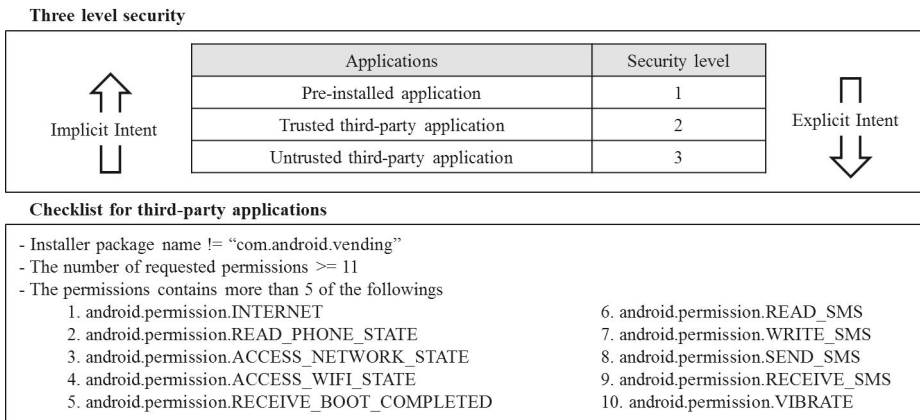 Three level security
Implicit Intent
Applications Security level
Pre-installed application 1
Trusted third-party application 2
Untrusted third-party application 3
Explicit Intent
Checklist for third-party applications
- Installer package name != “com.android.vending”
- The number of requested permissions >= 11
- The permissions contains more than 5 of the followings
1. android.permission.INTERNET
2. android.permission.READ_PHONE_STATE
3. android.permission.ACCESS_NETWORK_STATE
4. android.permission.ACCESS_WIFI_STATE
5. android.permission.RECEIVE_BOOT_COMPLETED
6. android.permission.READ_SMS
7. android.permission.WRITE_SMS
8. android.permission.SEND_SMS
9. android.permission.RECEIVE_SMS
10. android.permission.VIBRATE